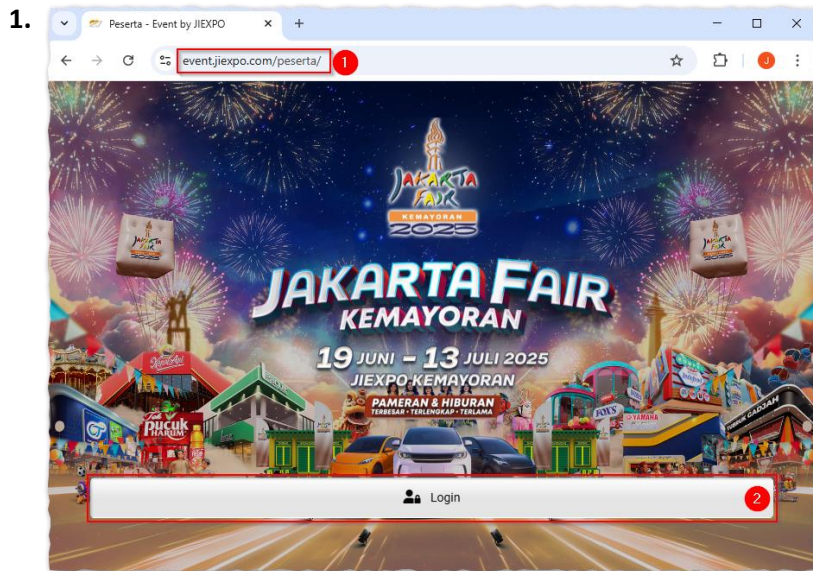 1.
Peserta - Event by JIEXPO
event.jiexpo.com/peserta/
1
J
JAKARTA
FAIR
KEMAYORAN
2025
JAKARTA FAIR
KEMAYORAN
19 JUNI – 13 JULI 2025
JIEXPO KEMAYORAN
PAMERAN & HIBURAN
TERBESAR • TERLENGKAP • TERLAMA
Teh
pucuk
HARUM
FOX'S
YAMAHA
Login
2